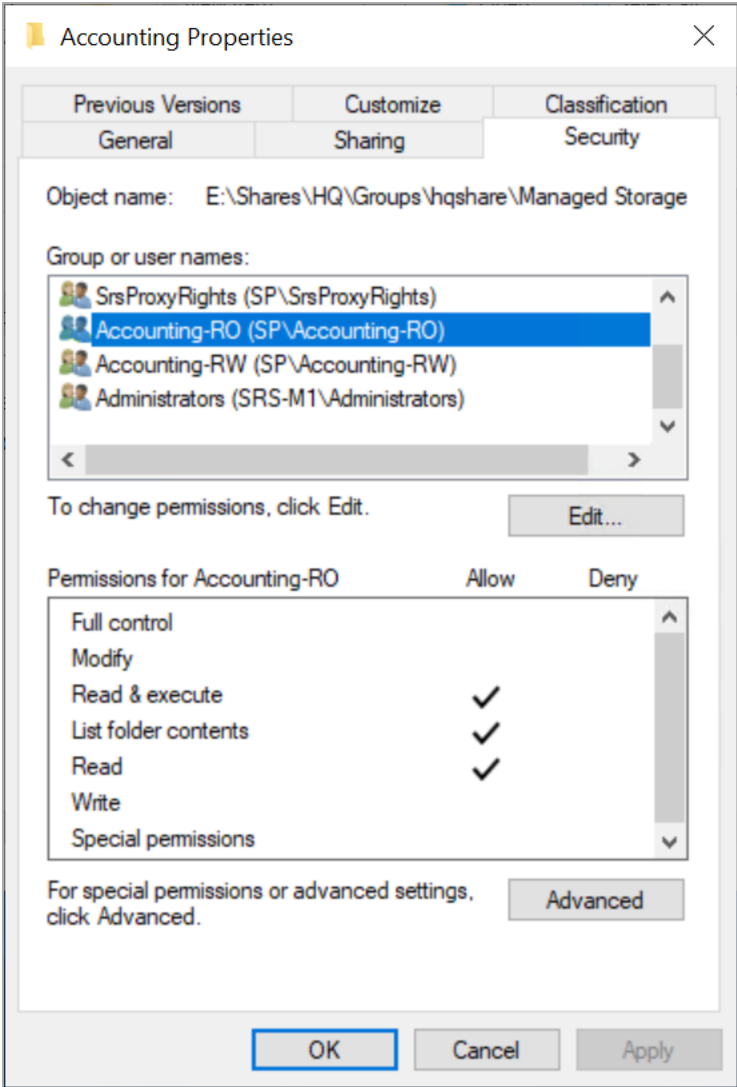 Accounting Properties
Previous Versions Customize Classification
General Sharing Security
Object name: E:\Shares\HQ\Groups\hqshare\Managed Storage
Group or user names:
SrsProxyRights (SP\SrsProxyRights)
Accounting-RO (SP\Accounting-RO)
Accounting-RW (SP\Accounting-RW)
Administrators (SRS-M1\Administrators)
To change permissions, click Edit.
Edit...
Permissions for Accounting-RO Allow Deny
Full control
Modify
Read & execute
List folder contents
Read
Write
Special permissions
For special permissions or advanced settings,
click Advanced.
Advanced
OK Cancel Apply